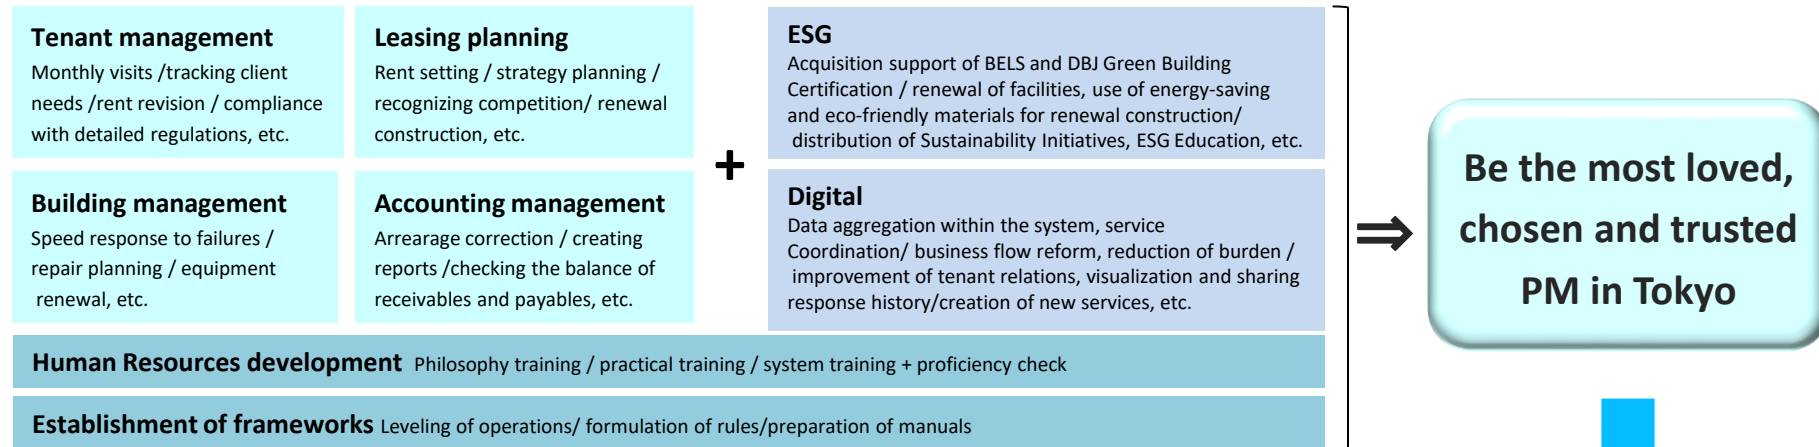 Tenant management
Monthly visits /tracking client
needs /rent revision / compliance
with detailed regulations, etc.
Leasing planning
Rent setting / strategy planning /
recognizing competition/ renewal
construction, etc.
Building management
Speed response to failures /
repair planning / equipment
renewal, etc.
Accounting management
Arrearage correction / creating
reports /checking the balance of
receivables and payables, etc.
+
ESG
Acquisition support of BELS and DBJ Green Building
Certification / renewal of facilities, use of energy-saving
and eco-friendly materials for renewal construction/
distribution of Sustainability Initiatives, ESG Education, etc.
Digital
Data aggregation within the system, service
Coordination/ business flow reform, reduction of burden /
improvement of tenant relations, visualization and sharing
response history/creation of new services, etc.
Human Resources development Philosophy training / practical training / system training + proficiency check
Establishment of frameworks Leveling of operations/ formulation of rules/preparation of manuals
⇒
Be the most loved,
chosen and trusted
PM in Tokyo